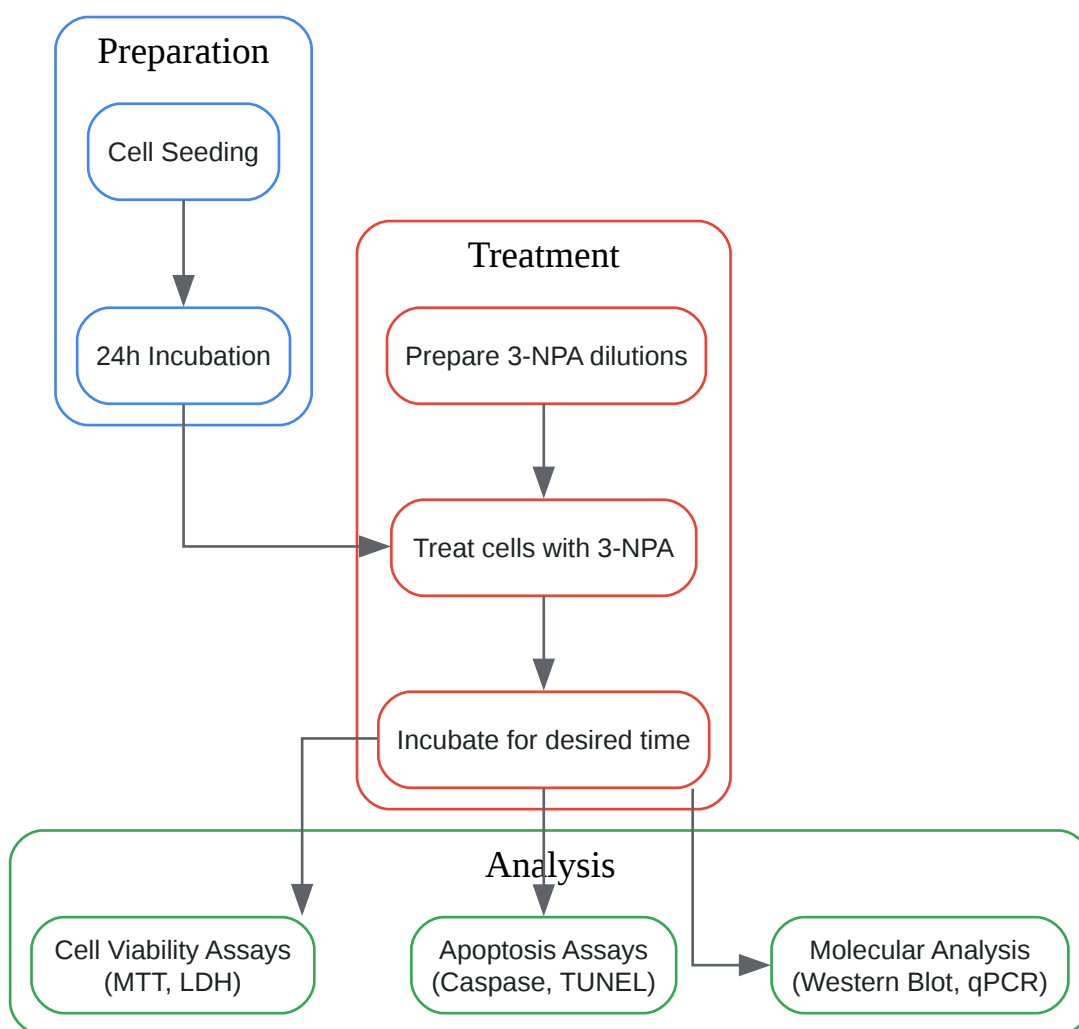 Preparation
Cell Seeding
24h Incubation
Treatment
Prepare 3-NPA dilutions
Treat cells with 3-NPA
Incubate for desired time
Analysis
Cell Viability Assays
(MTT, LDH)
Apoptosis Assays
(Caspase, TUNEL)
Molecular Analysis
(Western Blot, qPCR)